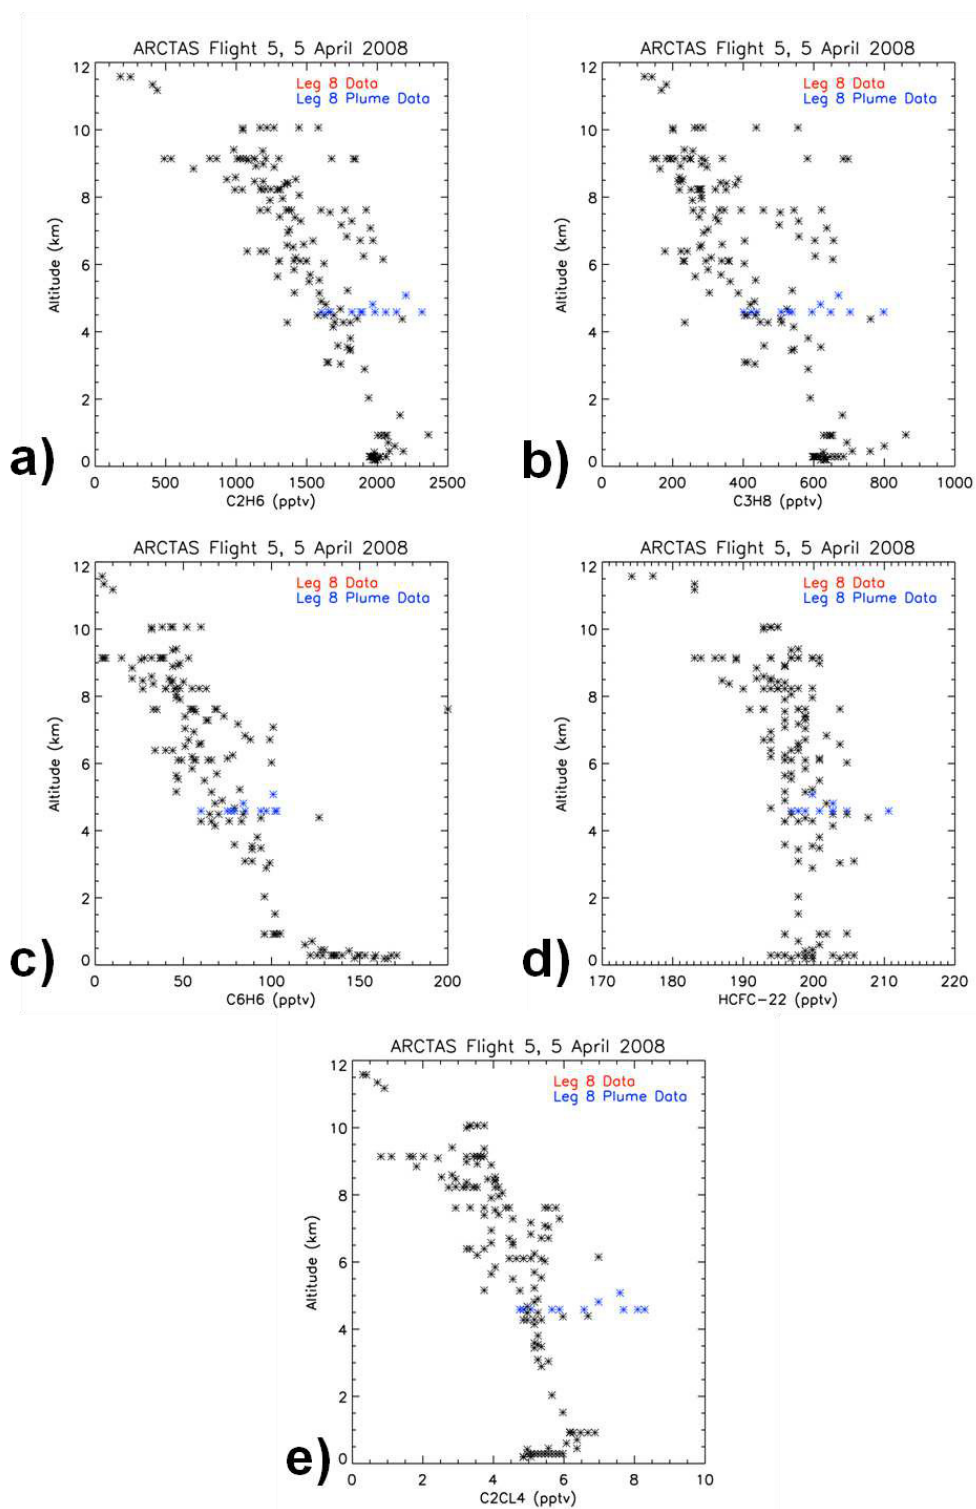 ARCTAS Flight 5, 5 April 2008
Leg 8 Data
Leg 8 Plume Data
12
10
8
6
4
2
0
Altitude (km)
0 500 1000 1500 2000 2500
C2H6 (pptv)
a)
ARCTAS Flight 5, 5 April 2008
Leg 8 Data
Leg 8 Plume Data
12
10
8
6
4
2
0
Altitude (km)
0 200 400 600 800 1000
C3H8 (pptv)
b)
ARCTAS Flight 5, 5 April 2008
Leg 8 Data
Leg 8 Plume Data
12
10
8
6
4
2
0
Altitude (km)
0 50 100 150 200
C6H6 (pptv)
c)
ARCTAS Flight 5, 5 April 2008
Leg 8 Data
Leg 8 Plume Data
12
10
8
6
4
2
0
Altitude (km)
170 180 190 200 210 220
HCFC-22 (pptv)
d)
ARCTAS Flight 5, 5 April 2008
Leg 8 Data
Leg 8 Plume Data
12
10
8
6
4
2
0
Altitude (km)
0 2 4 6 8 10
C2CL4 (pptv)
e)